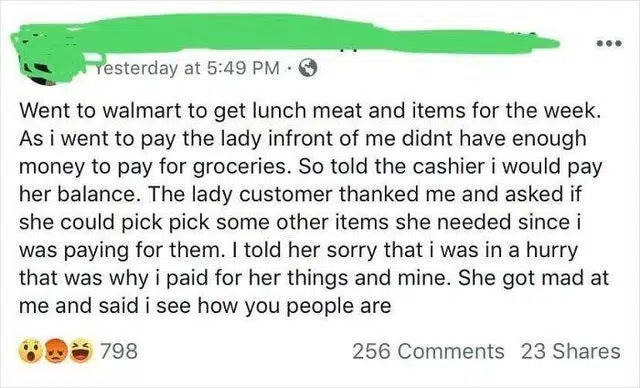 Yesterday at 5:49 PM ·
Went to walmart to get lunch meat and items for the week.
As i went to pay the lady infront of me didnt have enough
money to pay for groceries. So told the cashier i would pay
her balance. The lady customer thanked me and asked if
she could pick pick some other items she needed since i
was paying for them. I told her sorry that i was in a hurry
that was why i paid for her things and mine. She got mad at
me and said i see how you people are
798
256 Comments 23 Shares